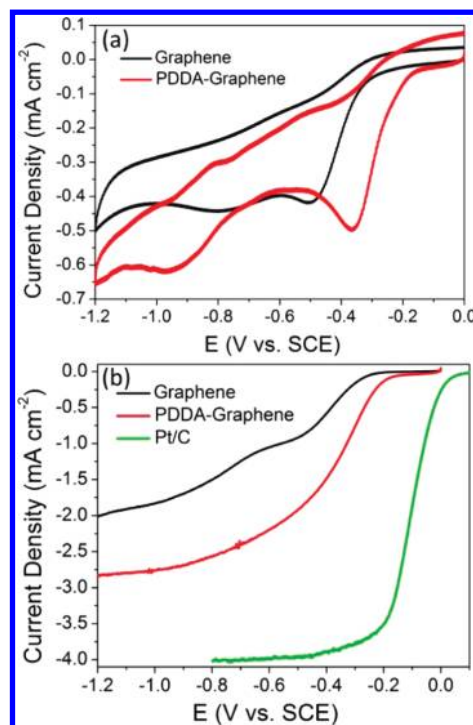 (a)
Graphene
PDDA-Graphene
Current Density (mA cm⁻²)
0.1
0.0
-0.1
-0.2
-0.3
-0.4
-0.5
-0.6
-0.7
-1.2 -1.0 -0.8 -0.6 -0.4 -0.2 0.0
E (V vs. SCE)
(b)
Graphene
PDDA-Graphene
Pt/C
Current Density (mA cm⁻²)
0.0
-0.5
-1.0
-1.5
-2.0
-2.5
-3.0
-3.5
-4.0
-1.2 -1.0 -0.8 -0.6 -0.4 -0.2 0.0
E (V vs. SCE)